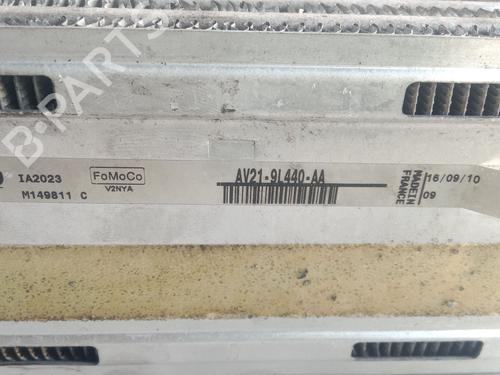 B-PARTS
IA2023
M149811 C
FoMoCo
V2NYA
AV21-9L440-AA
MADE IN
FRANCE
16/09/10
09